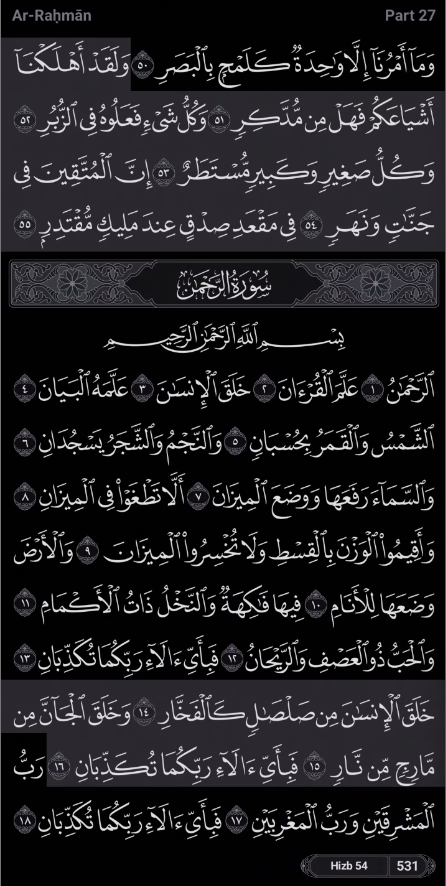 Ar-Raḥmān Part 27
وَمَآ أَمْرُنَآ إِلَّا وَٰحِدَةٌ كَلَمْحٍۭ بِٱلْبَصَرِ ٥٠ وَلَقَدْ أَهْلَكْنَآ
أَشْيَاعَكُمْ فَهَلْ مِن مُّدَّكِرٍ ٥١ وَكُلُّ شَىْءٍ فَعَلُوهُ فِى ٱلزُّبُرِ ٥٢
وَكُلُّ صَغِيرٍ وَكَبِيرٍ مُّسْتَطَرٌ ٥٣ إِنَّ ٱلْمُتَّقِينَ فِى
جَنَّٰتٍ وَنَهَرٍ ٥٤ فِى مَقْعَدِ صِدْقٍ عِندَ مَلِيكٍ مُّقْتَدِرٍۭ ٥٥
سُورَةُ الرَّحْمَٰن
بِسْمِ ٱللَّهِ ٱلرَّحْمَٰنِ ٱلرَّحِيمِ
ٱلرَّحْمَٰنُ ١ عَلَّمَ ٱلْقُرْءَانَ ٢ خَلَقَ ٱلْإِنسَٰنَ ٣ عَلَّمَهُ ٱلْبَيَانَ ٤
ٱلشَّمْسُ وَٱلْقَمَرُ بِحُسْبَانٍ ٥ وَٱلنَّجْمُ وَٱلشَّجَرُ يَسْجُدَانِ ٦
وَٱلسَّمَآءَ رَفَعَهَا وَوَضَعَ ٱلْمِيزَانَ ٧ أَلَّا تَطْغَوْا۟ فِى ٱلْمِيزَانِ ٨
وَأَقِيمُوا۟ ٱلْوَزْنَ بِٱلْقِسْطِ وَلَا تُخْسِرُوا۟ ٱلْمِيزَانَ ٩ وَٱلْأَرْضَ
وَضَعَهَا لِلْأَنَامِ ١٠ فِيهَا فَٰكِهَةٌ وَٱلنَّخْلُ ذَاتُ ٱلْأَكْمَامِ ١١
وَٱلْحَبُّ ذُو ٱلْعَصْفِ وَٱلرَّيْحَانُ ١٢ فَبِأَىِّ ءَالَآءِ رَبِّكُمَا تُكَذِّبَانِ ١٣
خَلَقَ ٱلْإِنسَٰنَ مِن صَلْصَٰلٍ كَٱلْفَخَّارِ ١٤ وَخَلَقَ ٱلْجَآنَّ مِن
مَّارِجٍ مِّن نَّارٍ ١٥ فَبِأَىِّ ءَالَآءِ رَبِّكُمَا تُكَذِّبَانِ ١٦ رَبُّ
ٱلْمَشْرِقَيْنِ وَرَبُّ ٱلْمَغْرِبَيْنِ ١٧ فَبِأَىِّ ءَالَآءِ رَبِّكُمَا تُكَذِّبَانِ ١٨
Hizb 54 531